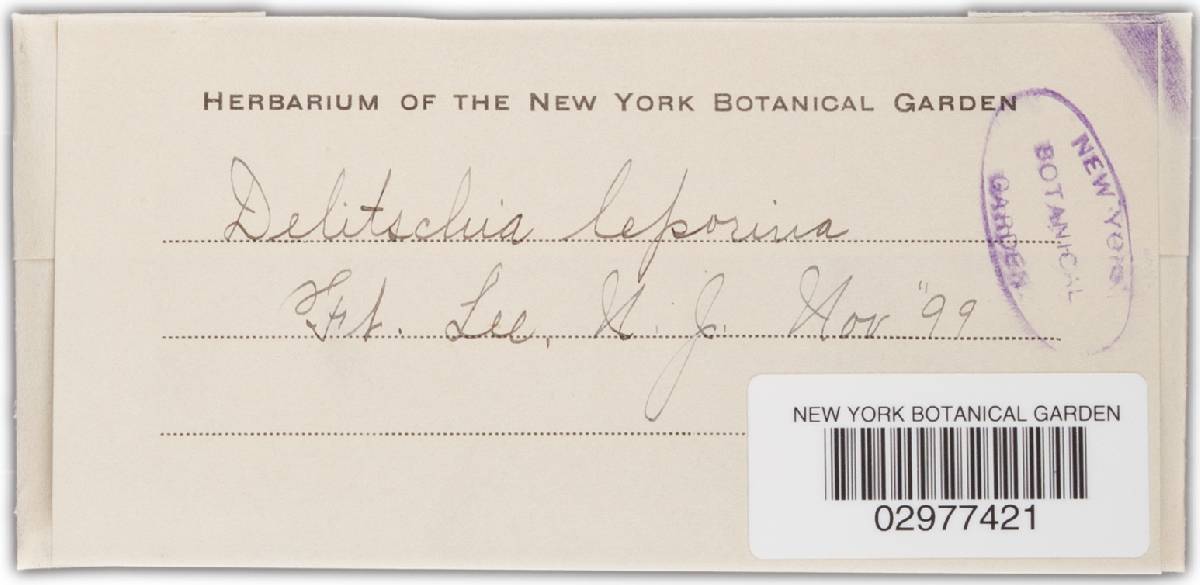 HERBARIUM OF THE NEW YORK BOTANICAL GARDEN
Delitschia leporina
Ft. Lee, N. J. Nov "99
NEW YORK
BOTANICAL
GARDEN
NEW YORK BOTANICAL GARDEN
02977421